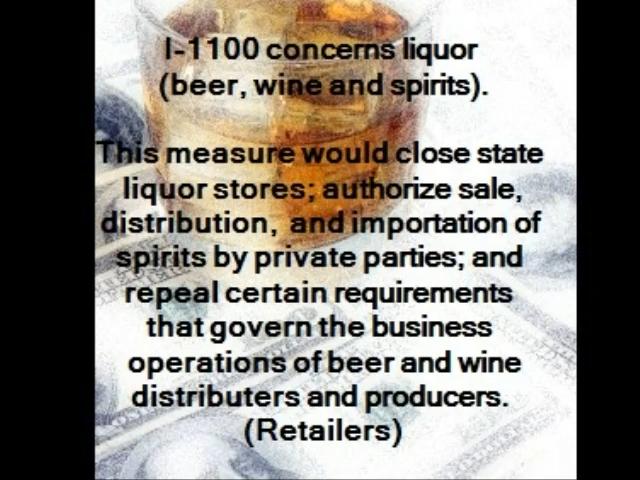 I-1100 concerns liquor
(beer, wine and spirits).
This measure would close state
liquor stores; authorize sale,
distribution, and importation of
spirits by private parties; and
repeal certain requirements
that govern the business
operations of beer and wine
distributers and producers.
(Retailers)